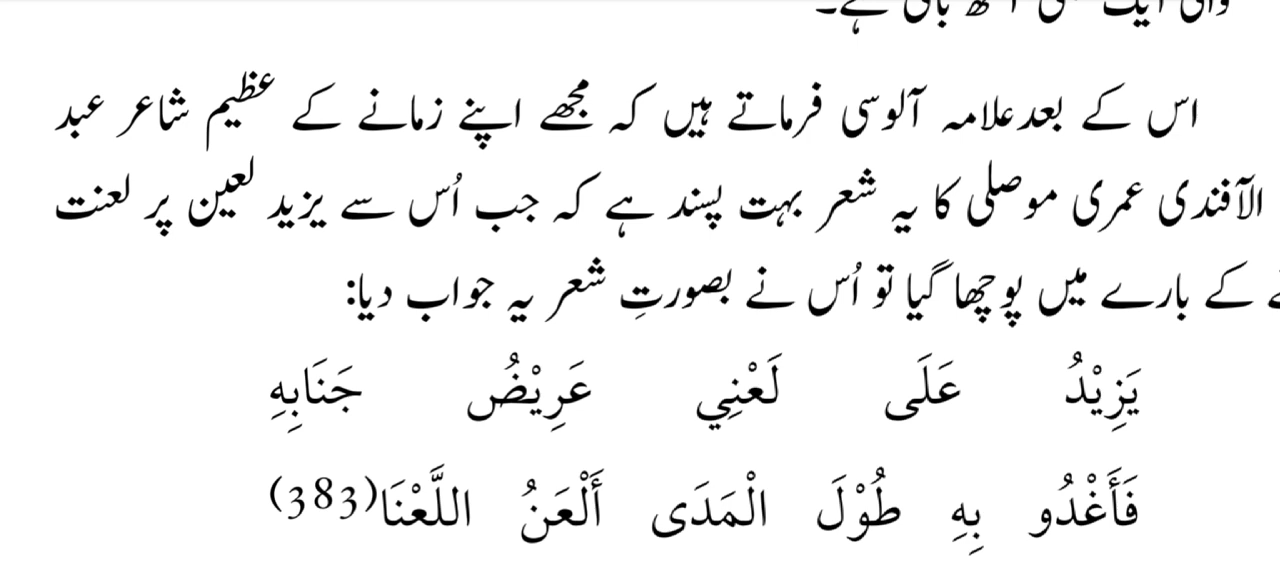 اس کے بعد علامہ آلوسی فرماتے ہیں کہ مجھے اپنے زمانے کے عظیم شاعر عبد
الآفندی عمری موصلی کا یہ شعر بہت پسند ہے کہ جب اُس سے یزید لعین پر لعنت
کے بارے میں پوچھا گیا تو اُس نے بصورتِ شعر یہ جواب دیا:
يَزِيْدُ عَلَى لَعْنِي عَرِيْضُ جَنَابِهِ
فَأَغْدُو بِهِ طُوْلَ الْمَدَى أَلْعَنُ اللَّعْنَا(383)